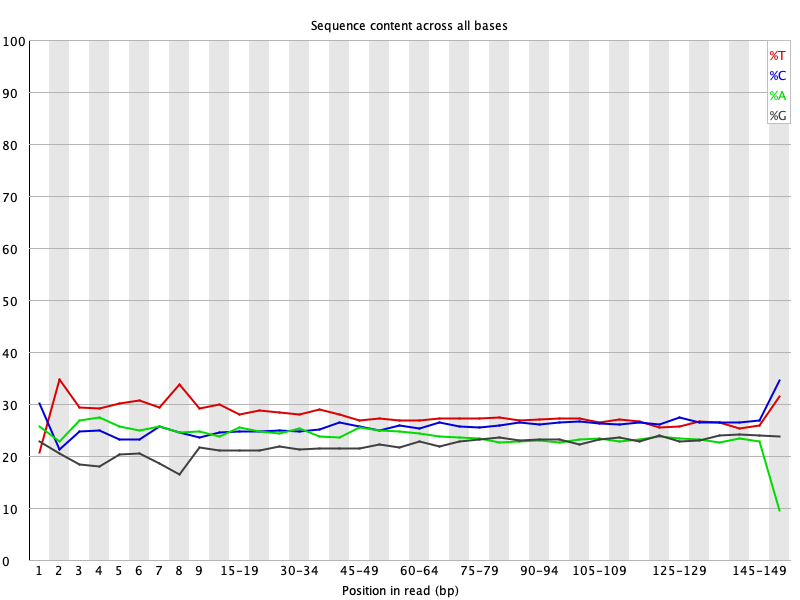 Sequence content across all bases
100
90
80
70
60
50
40
30
20
10
0
%T
%C
%A
%G
1 2 3 4 5 6 7 8 9 15-19 30-34 45-49 60-64 75-79 90-94 105-109 125-129 145-149
Position in read (bp)